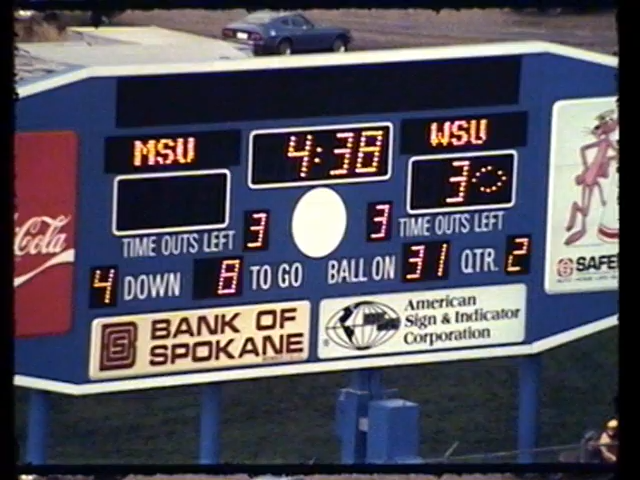 MSU 4:38 WSU
3
TIME OUTS LEFT 3 3 TIME OUTS LEFT
4 DOWN 8 TO GO BALL ON 31 QTR. 2
Cola
SAFE
BANK OF
SPOKANE
American
Sign & Indicator
Corporation